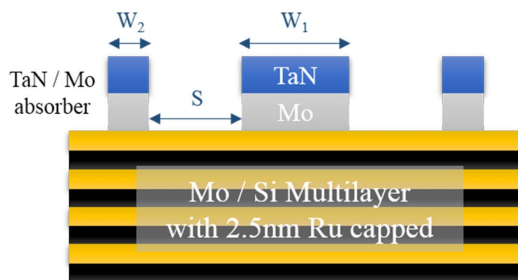 W₂
W₁
TaN / Mo
absorber
S
TaN
Mo
Mo / Si Multilayer
with 2.5nm Ru capped